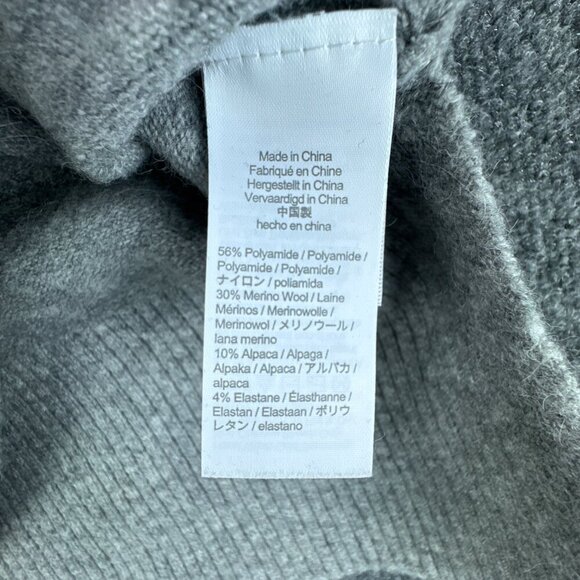 Made in China
Fabriqué en Chine
Hergestellt in China
Vervaardigd in China
中国製
hecho en china
56% Polyamide / Polyamide /
Polyamide / Polyamide /
ナイロン / poliamida
30% Merino Wool / Laine
Mérinos / Merinowolle /
Merinowol / メリノウール /
lana merino
10% Alpaca / Alpaga /
Alpaka / Alpaca / アルパカ /
alpaca
4% Elastane / Élasthanne /
Elastan / Elastaan / ポリウ
レタン / elastano